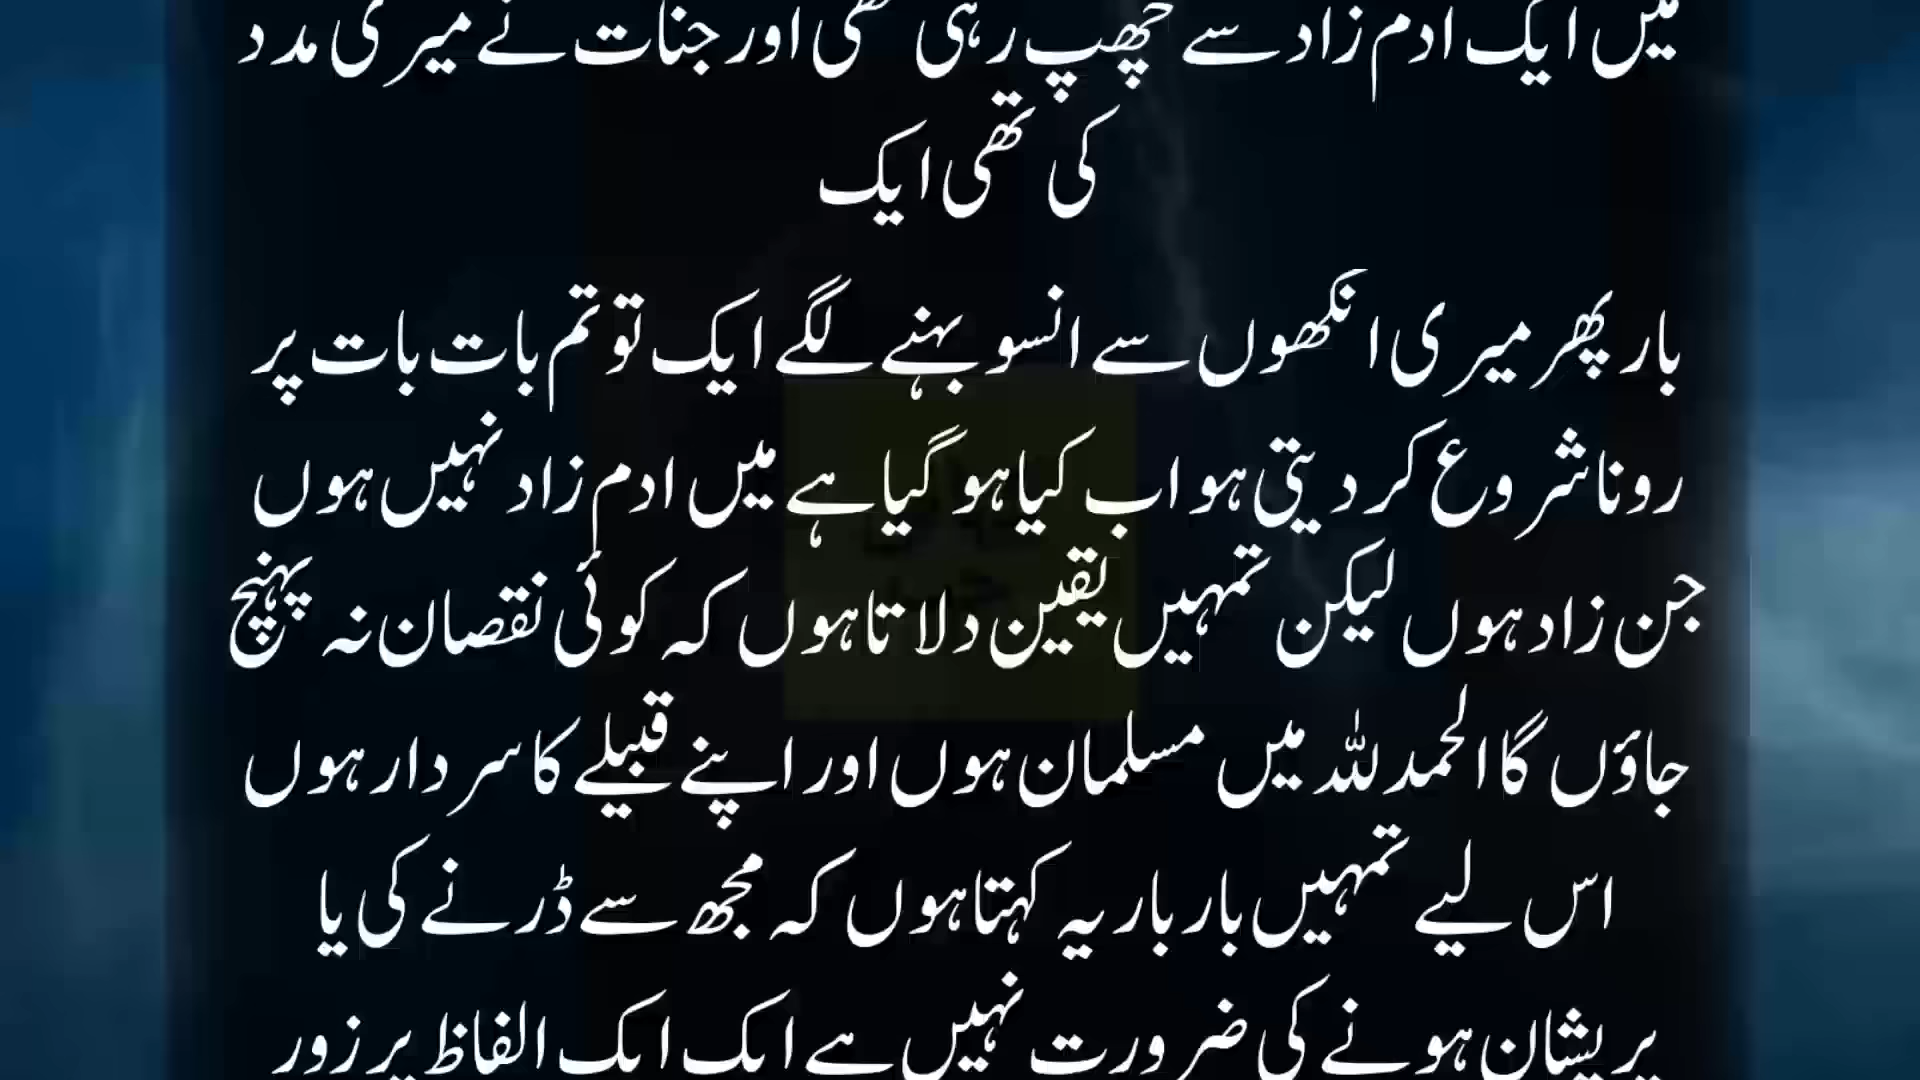 میں ایک ادم زاد سے چھپ رہی تھی اور جنات نے میری مدد
کی تھی ایک
بار پھر میری انکھوں سے انسو بہنے لگے ایک تو تم بات بات پر
رونا شروع کر دیتی ہو اب کیا ہو گیا ہے میں ادم زاد نہیں ہوں
جن زاد ہوں لیکن تمہیں یقین دلاتا ہوں کہ کوئی نقصان نہ پہنچ
جاؤں گا الحمدللہ میں مسلمان ہوں اور اپنے قبیلے کا سردار ہوں
اس لیے تمہیں بار بار یہ کہتا ہوں کہ مجھ سے ڈرنے کی یا
پریشان ہونے کی ضرورت نہیں ہے ایک ایک الفاظ پر زور